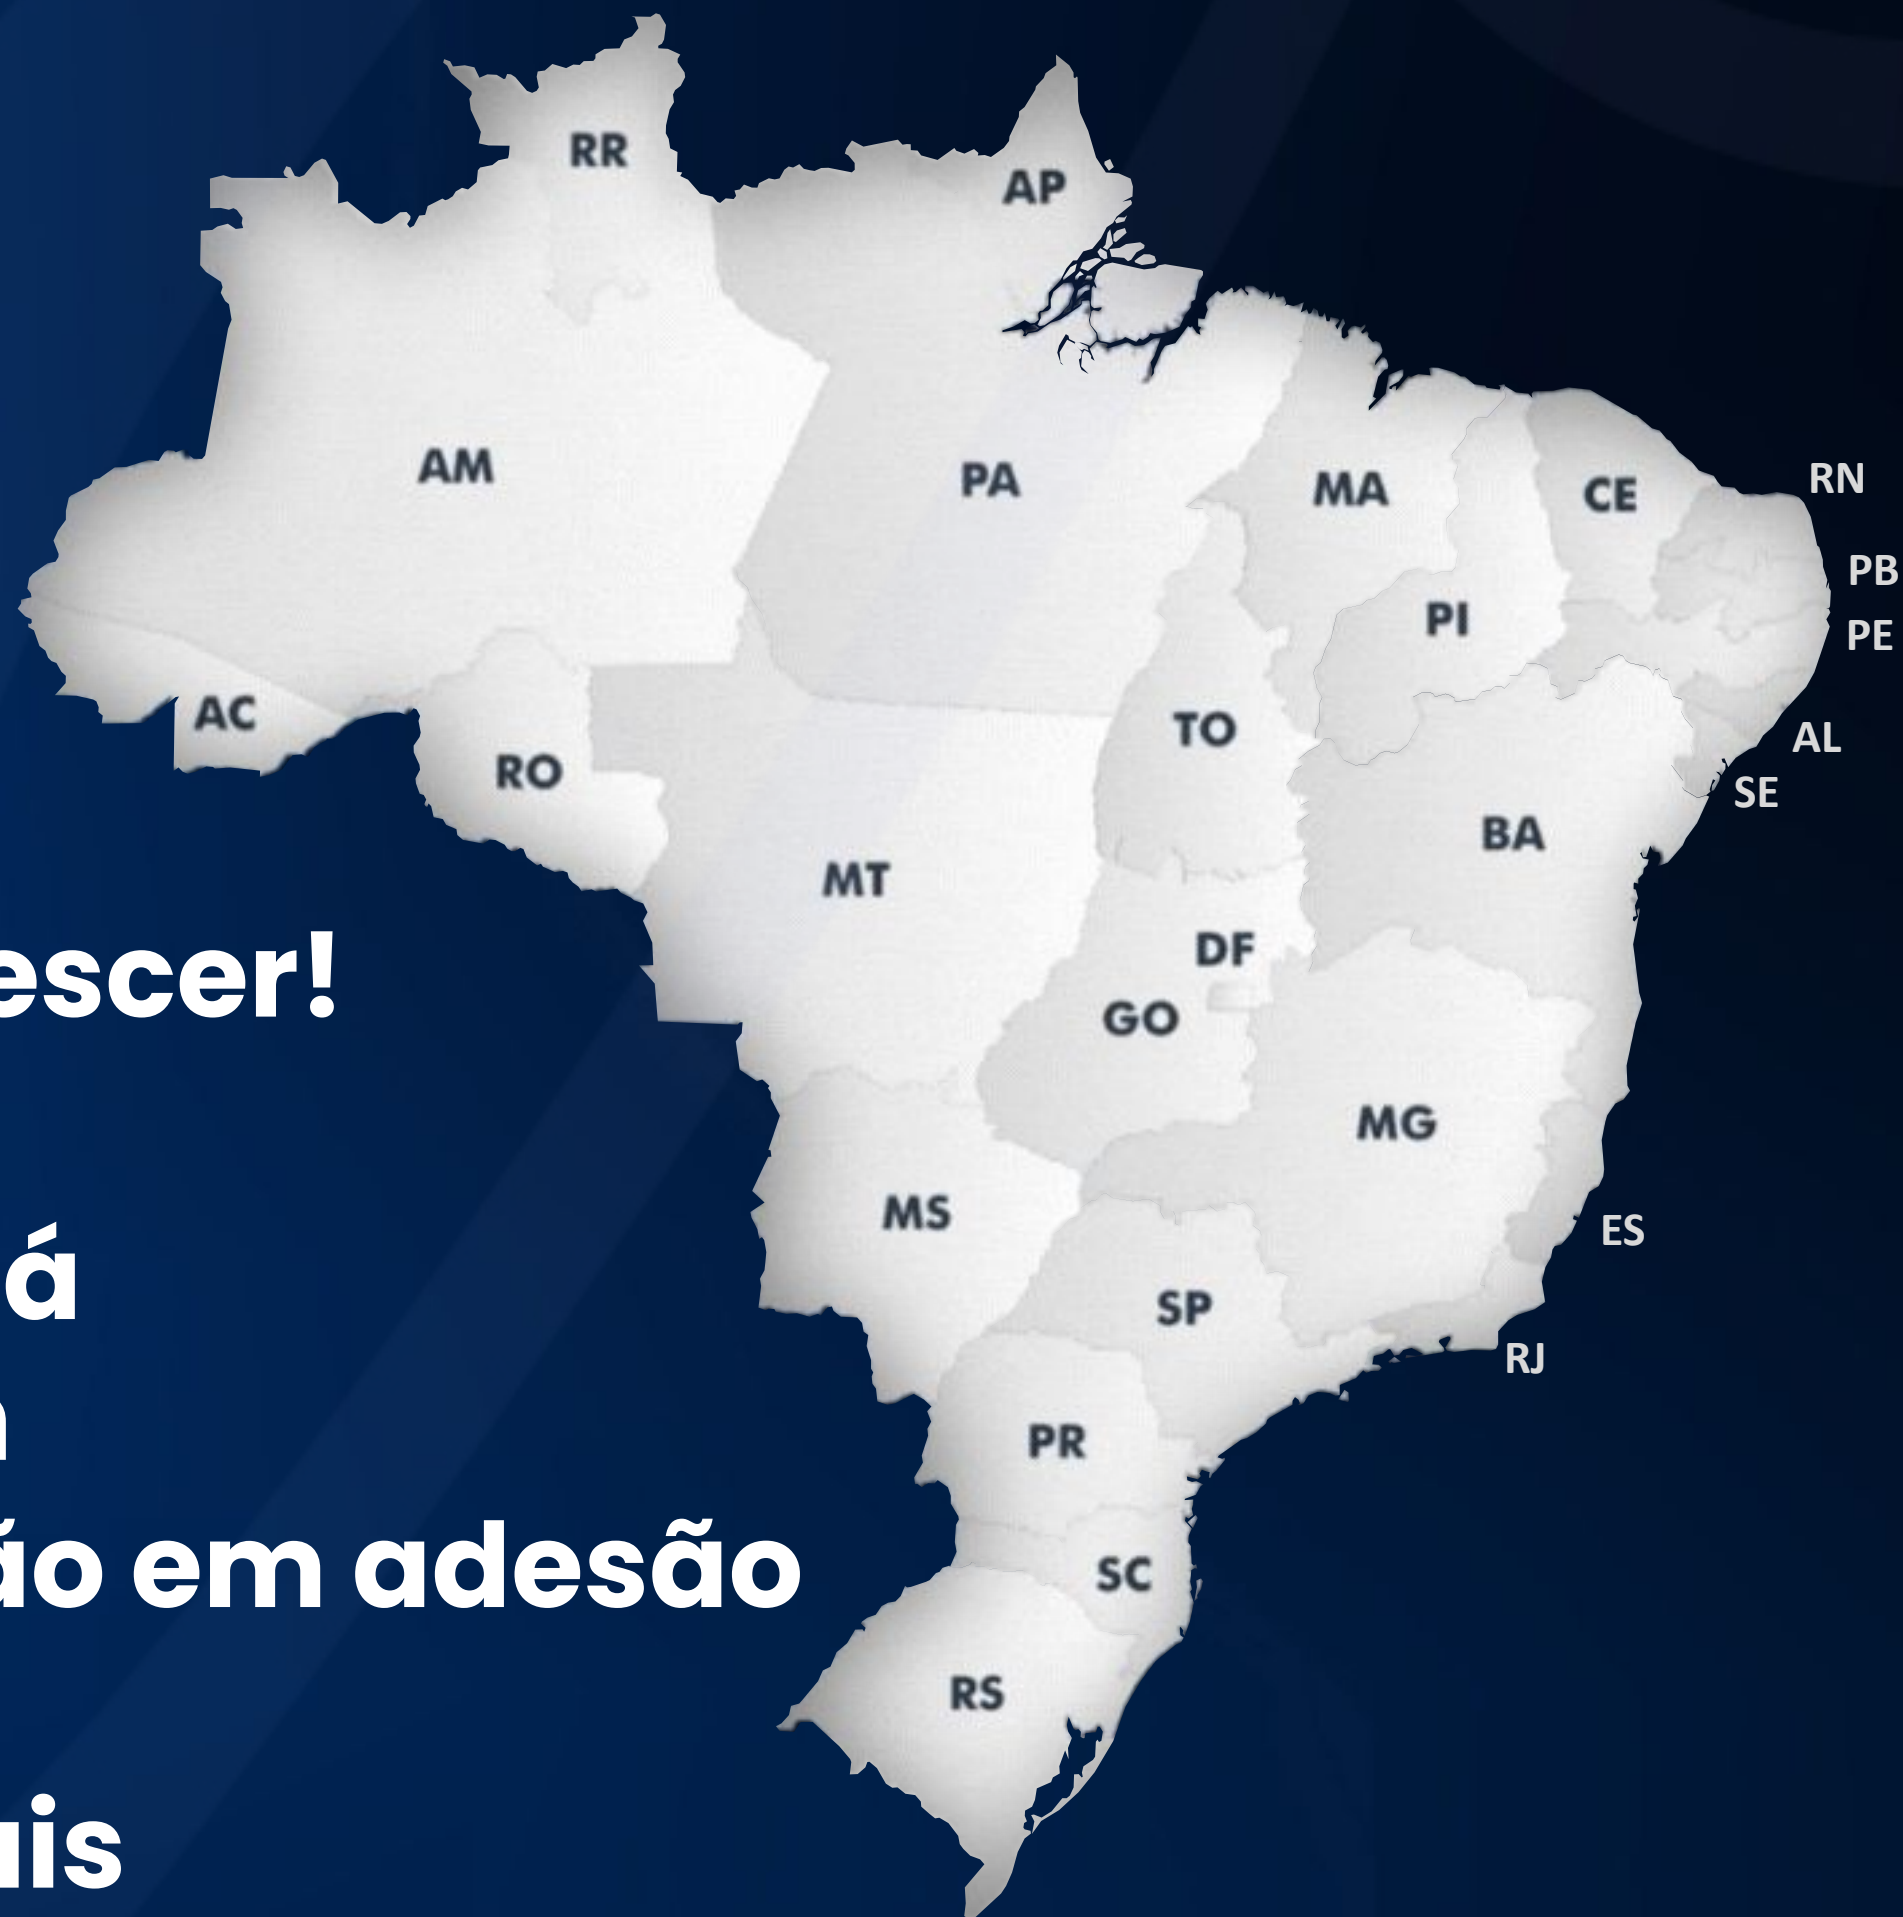 RR
AP
AM
PA
MA
CE
RN
PB
PI
PE
AC
TO
AL
RO
SE
BA
MT
DF
escer!
GO
MG
MS
ES
á
SP
RJ
PR
ão em adesão
SC
RS
ais